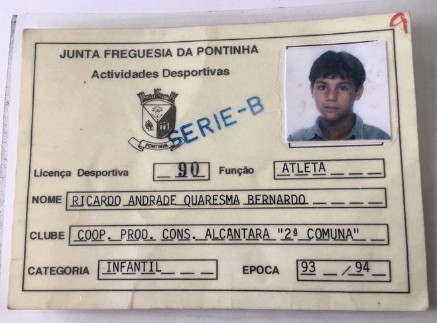 9
JUNTA FREGUESIA DA PONTINHA
Actividades Desportivas
PONTINHA
SERIE-B
Licença Desportiva 90 Função ATLETA
NOME RICARDO ANDRADE QUARESMA BERNARDO
CLUBE COOP. PROD. CONS. ALCANTARA "2ª COMUNA"
CATEGORIA INFANTIL EPOCA 93 / 94